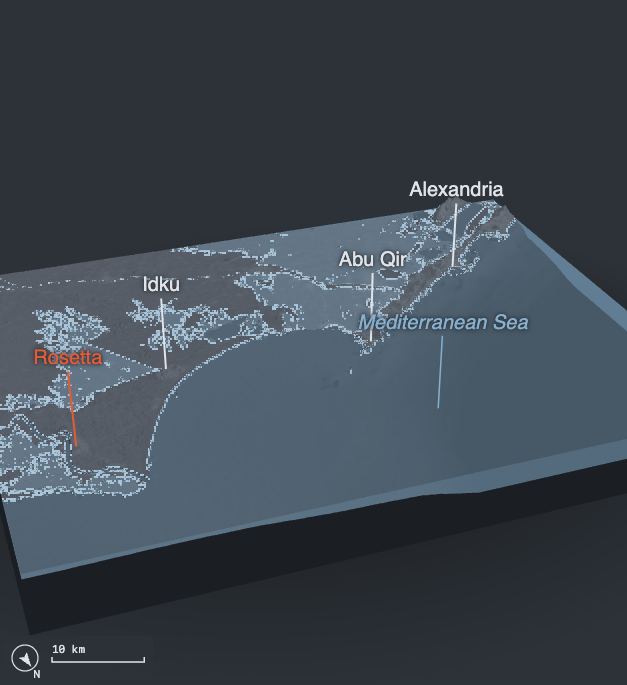 Alexandria
Abu Qir
Idku
Mediterranean Sea
Rosetta
10 km
N